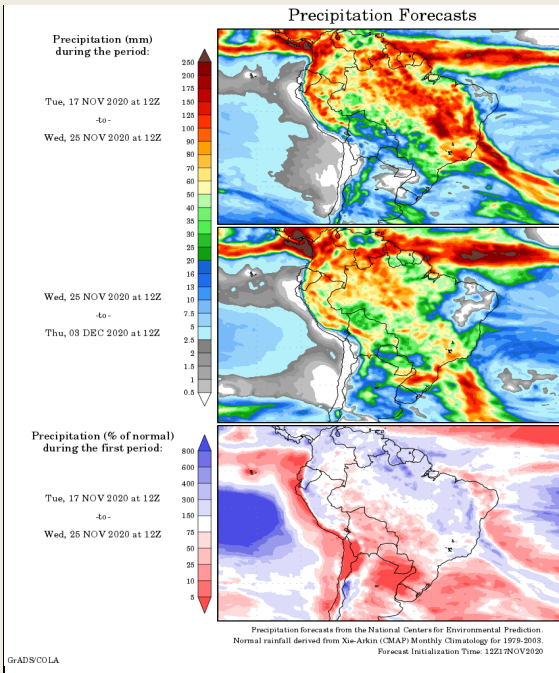 Precipitation Forecasts
Precipitation (mm)
during the period:
Tue, 17 NOV 2020 at 12Z
-to-
Wed, 25 NOV 2020 at 12Z
250
200
175
150
125
100
90
80
70
60
50
40
35
30
25
20
16
13
10
7.5
5
2.5
2
1.5
1
0.5
Wed, 25 NOV 2020 at 12Z
-to-
Thu, 03 DEC 2020 at 12Z
Precipitation (% of normal)
during the first period:
Tue, 17 NOV 2020 at 12Z
-to-
Wed, 25 NOV 2020 at 12Z
800
600
400
300
150
75
50
25
10
5
Precipitation forecasts from the National Centers for Environmental Prediction.
Normal rainfall derived from Xie-Arkin (CMAP) Monthly Climatology for 1979-2003.
Forecast Initialization Time: 12Z17NOV2020
GrADS/COLA